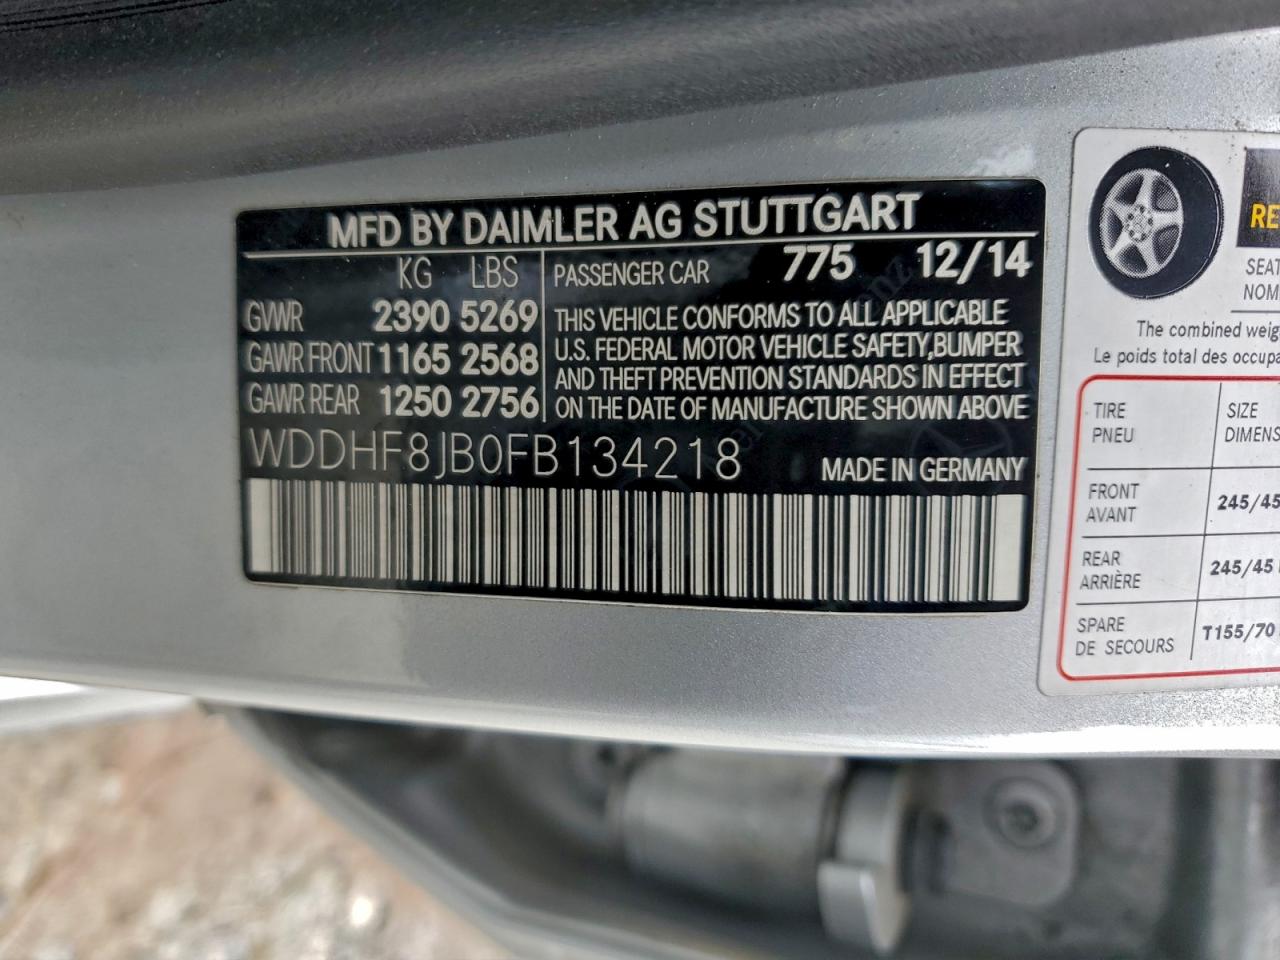 MFD BY DAIMLER AG STUTTGART
KG LBS
GVWR 2390 5269
GAWR FRONT 1165 2568
GAWR REAR 1250 2756
PASSENGER CAR 775 12/14
THIS VEHICLE CONFORMS TO ALL APPLICABLE
U.S. FEDERAL MOTOR VEHICLE SAFETY,BUMPER
AND THEFT PREVENTION STANDARDS IN EFFECT
ON THE DATE OF MANUFACTURE SHOWN ABOVE
WDDHF8JB0FB134218 MADE IN GERMANY
RE
SEAT
NOM
The combined weig
Le poids total des occupa
TIRE SIZE
PNEU DIMENS
FRONT
AVANT 245/45
REAR
ARRIÈRE 245/45
SPARE
DE SECOURS T155/70